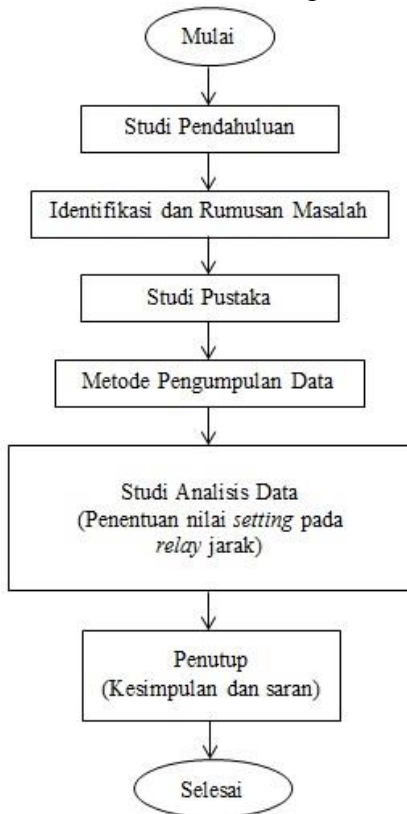 Mulai
Studi Pendahuluan
Identifikasi dan Rumusan Masalah
Studi Pustaka
Metode Pengumpulan Data
Studi Analisis Data
(Penentuan nilai setting pada
relay jarak)
Penutup
(Kesimpulan dan saran)
Selesai